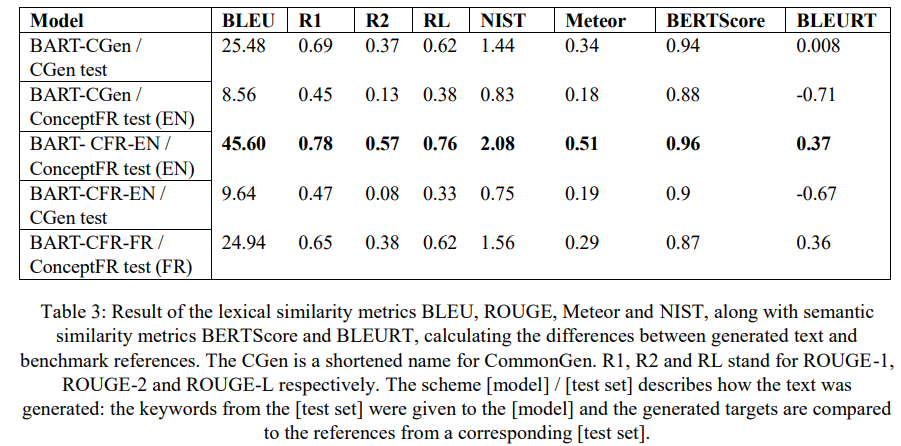 Model BLEU R1 R2 RL NIST Meteor BERTScore BLEURT
BART-CGen / 25.48 0.69 0.37 0.62 1.44 0.34 0.94 0.008
CGen test
BART-CGen / 8.56 0.45 0.13 0.38 0.83 0.18 0.88 -0.71
ConceptFR test (EN)
BART- CFR-EN / 45.60 0.78 0.57 0.76 2.08 0.51 0.96 0.37
ConceptFR test (EN)
BART-CFR-EN / 9.64 0.47 0.08 0.33 0.75 0.19 0.9 -0.67
CGen test
BART-CFR-FR / 24.94 0.65 0.38 0.62 1.56 0.29 0.87 0.36
ConceptFR test (FR)
Table 3: Result of the lexical similarity metrics BLEU, ROUGE, Meteor and NIST, along with semantic
similarity metrics BERTScore and BLEURT, calculating the differences between generated text and
benchmark references. The CGen is a shortened name for CommonGen. R1, R2 and RL stand for ROUGE-1,
ROUGE-2 and ROUGE-L respectively. The scheme [model] / [test set] describes how the text was
generated: the keywords from the [test set] were given to the [model] and the generated targets are compared
to the references from a corresponding [test set].